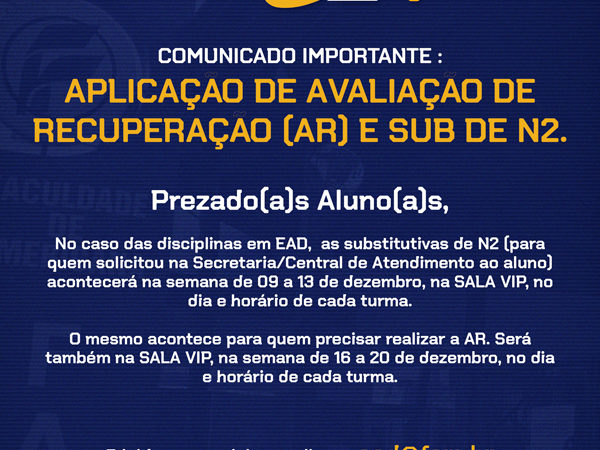 COMUNICADO IMPORTANTE :
APLICAÇÃO DE AVALIAÇÃO DE
RECUPERAÇÃO (AR) E SUB DE N2.
Prezado(a)s Aluno(a)s,
No caso das disciplinas em EAD, as substitutivas de N2 (para
quem solicitou na Secretaria/Central de Atendimento ao aluno)
acontecerá na semana de 09 a 13 de dezembro, na SALA VIP, no
dia e horário de cada turma.
O mesmo acontece para quem precisar realizar a AR. Será
também na SALA VIP, na semana de 16 a 20 de dezembro, no dia
e horário de cada turma.